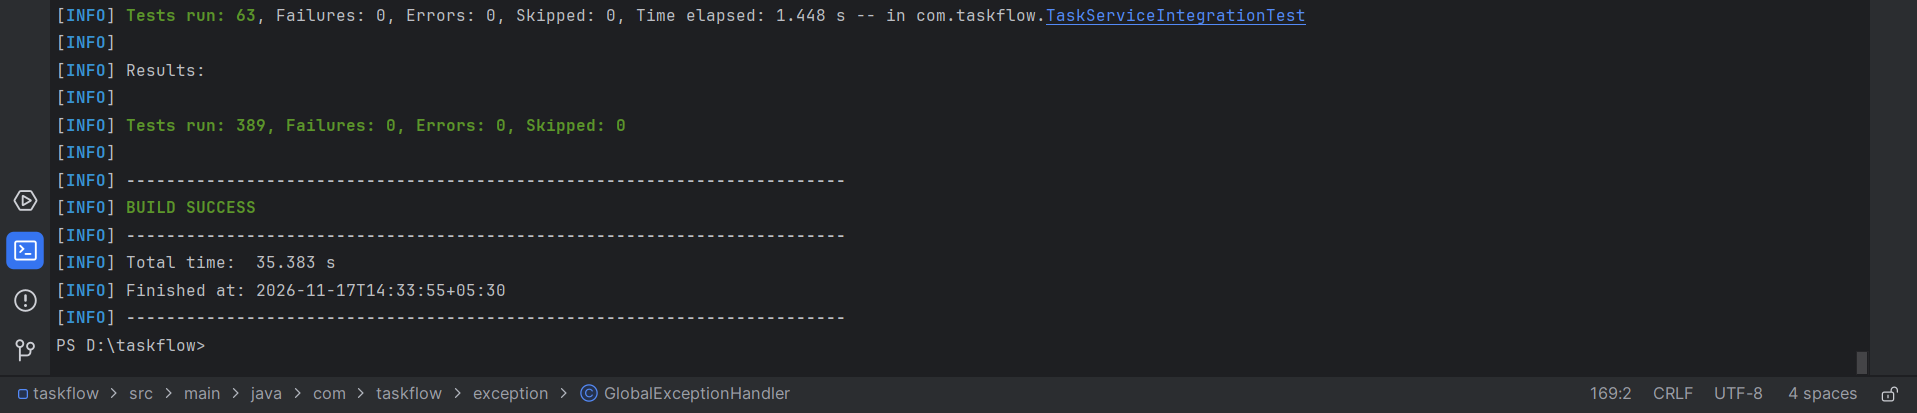 [INFO] Tests run: 63, Failures: 0, Errors: 0, Skipped: 0, Time elapsed: 1.448 s -- in com.taskflow.TaskServiceIntegrationTest
[INFO]
[INFO] Results:
[INFO]
[INFO] Tests run: 389, Failures: 0, Errors: 0, Skipped: 0
[INFO]
[INFO] ------------------------------------------------------------------------
[INFO] BUILD SUCCESS
[INFO] ------------------------------------------------------------------------
[INFO] Total time:  35.383 s
[INFO] Finished at: 2026-11-17T14:33:55+05:30
[INFO] ------------------------------------------------------------------------
PS D:\taskflow>
taskflow > src > main > java > com > taskflow > exception > GlobalExceptionHandler 169:2 CRLF UTF-8 4 spaces